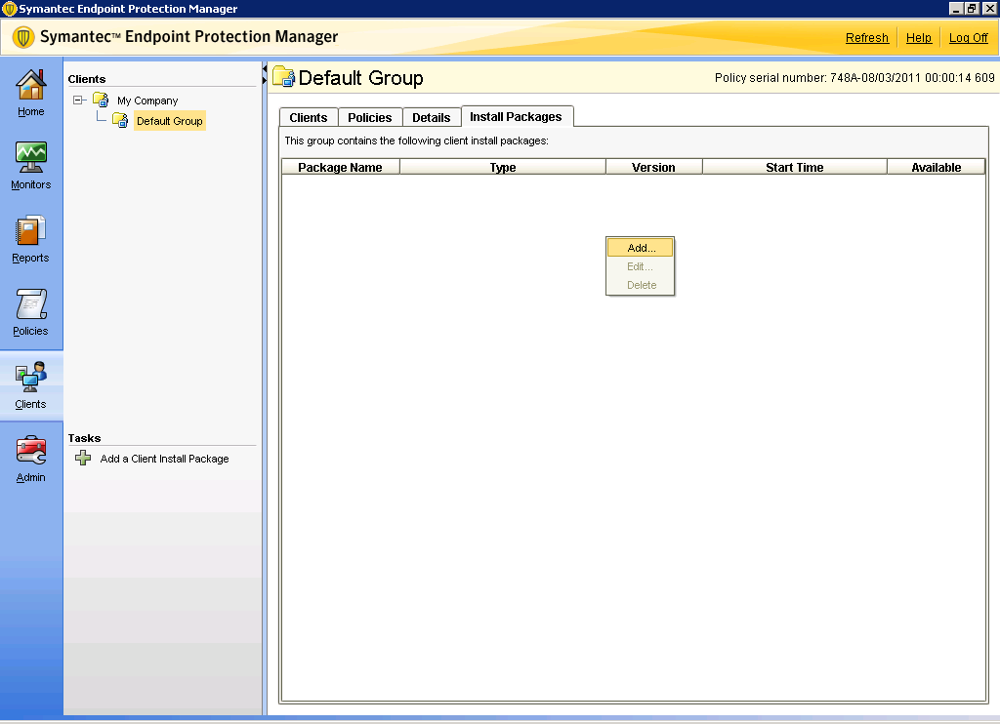 Symantec Endpoint Protection Manager
Symantec™ Endpoint Protection Manager
Refresh Help Log Off
Home
Monitors
Reports
Policies
Clients
Admin
Clients
My Company
Default Group
Tasks
Add a Client Install Package
Default Group
Policy serial number: 748A-08/03/2011 00:00:14 609
Clients Policies Details Install Packages
This group contains the following client install packages:
Package Name Type Version Start Time Available
Add...
Edit...
Delete